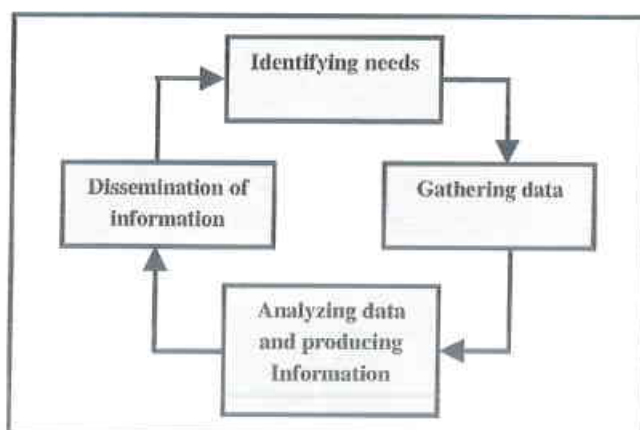 Identifying needs
Gathering data
Analyzing data
and producing
Information
Dissemination of
information